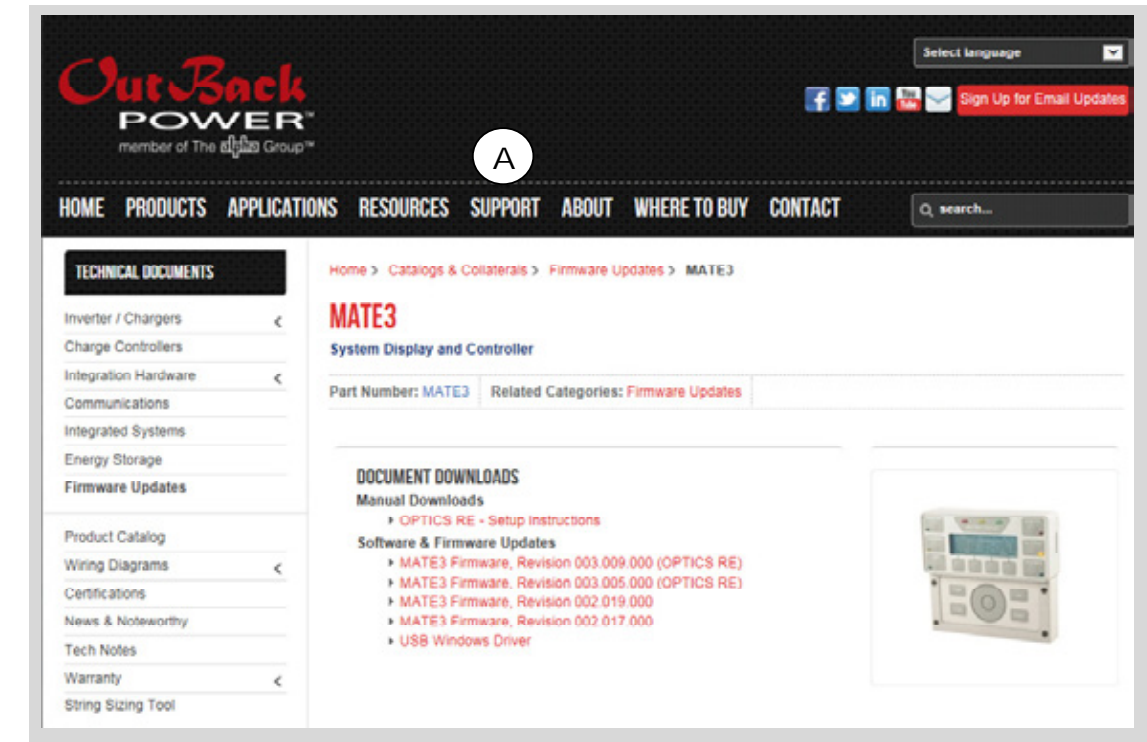 Select language
OutBack
POWER™
member of The alpha Group™
Sign Up for Email Updates
A
HOME PRODUCTS APPLICATIONS RESOURCES SUPPORT ABOUT WHERE TO BUY CONTACT
search...
TECHNICAL DOCUMENTS
Inverter / Chargers
Charge Controllers
Integration Hardware
Communications
Integrated Systems
Energy Storage
Firmware Updates
Product Catalog
Wiring Diagrams
Certifications
News & Noteworthy
Tech Notes
Warranty
String Sizing Tool
Home > Catalogs & Collaterals > Firmware Updates > MATE3
MATE3
System Display and Controller
Part Number: MATE3 Related Categories: Firmware Updates
DOCUMENT DOWNLOADS
Manual Downloads
OPTICS RE - Setup Instructions
Software & Firmware Updates
MATE3 Firmware, Revision 003.009.000 (OPTICS RE)
MATE3 Firmware, Revision 003.005.000 (OPTICS RE)
MATE3 Firmware, Revision 002.019.000
MATE3 Firmware, Revision 002.017.000
USB Windows Driver